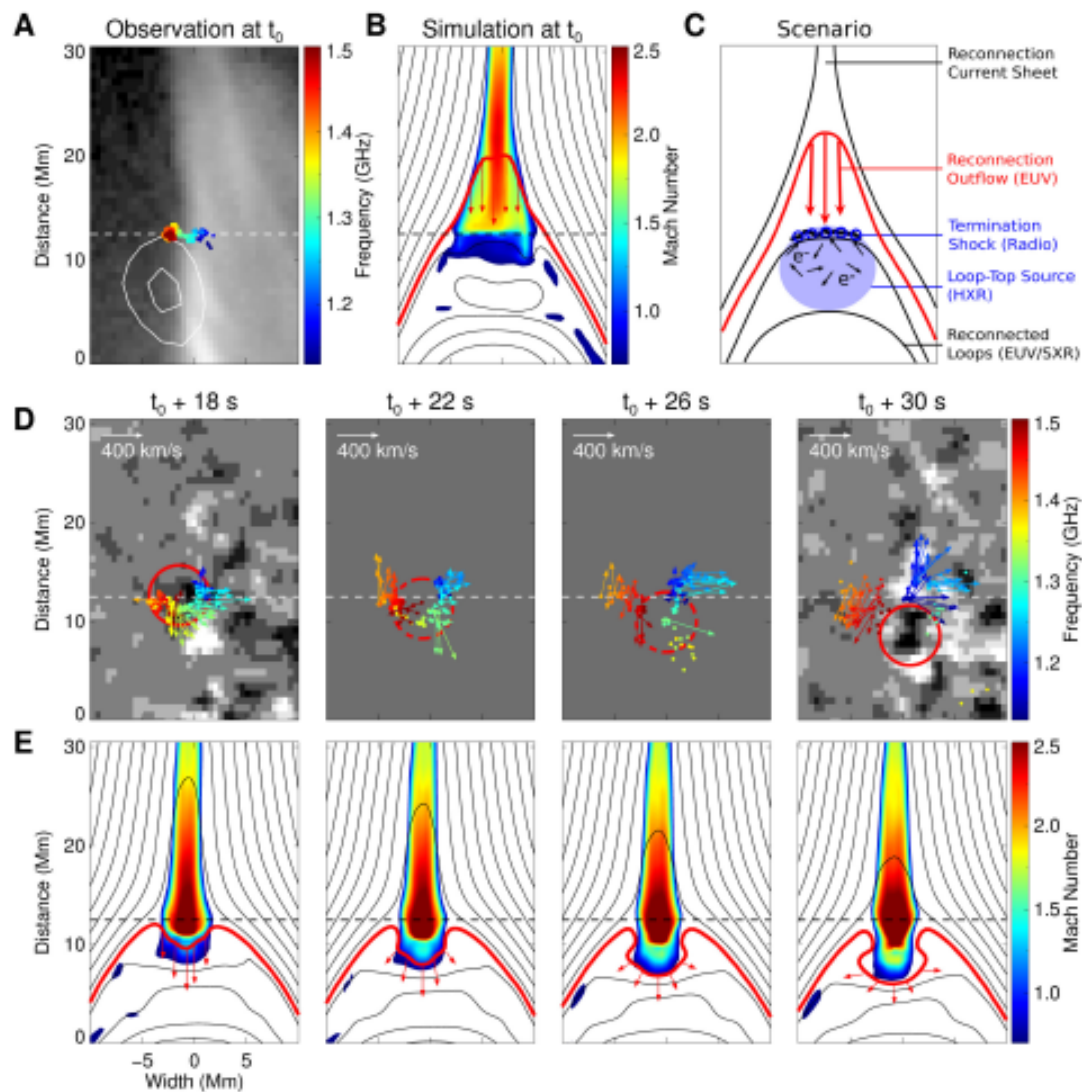 A Observation at t0
B Simulation at t0
C Scenario
30
20
10
0
Distance (Mm)
1.5
1.4
1.3
1.2
Frequency (GHz)
2.5
2.0
1.5
1.0
Mach Number
Reconnection
Current Sheet
Reconnection
Outflow (EUV)
Termination
Shock (Radio)
Loop-Top Source
(HXR)
Reconnected
Loops (EUV/SXR)
e-
e-
D
t0 + 18 s
t0 + 22 s
t0 + 26 s
t0 + 30 s
400 km/s
400 km/s
400 km/s
400 km/s
30
20
10
0
Distance (Mm)
1.5
1.4
1.3
1.2
Frequency (GHz)
E
30
20
10
0
Distance (Mm)
−5 0 5
Width (Mm)
2.5
2.0
1.5
1.0
Mach Number